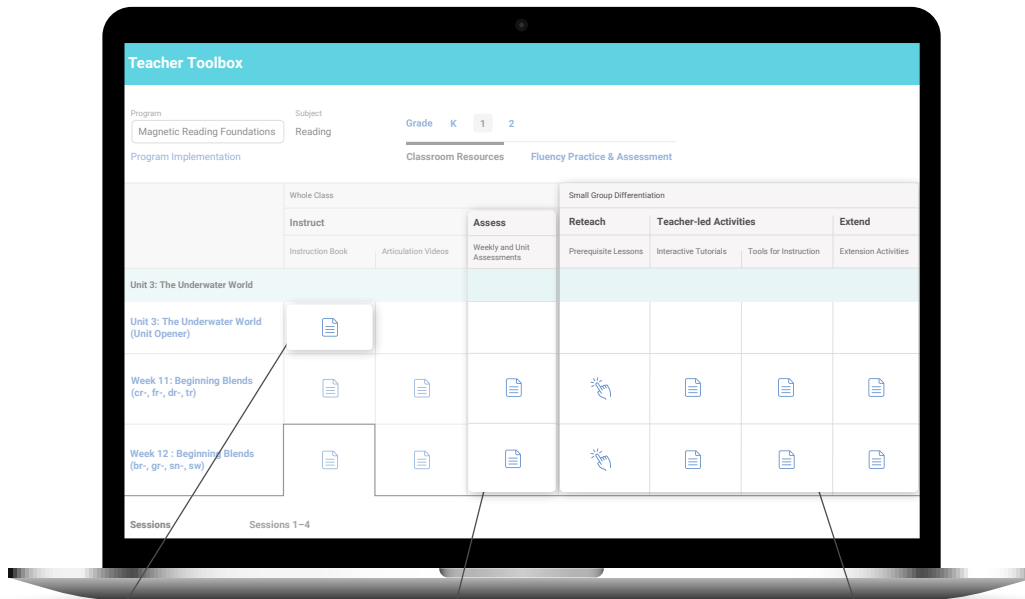 Teacher Toolbox
Program
Subject
Magnetic Reading Foundations
Reading
Grade K 1 2
Program Implementation
Classroom Resources
Fluency Practice & Assessment
Whole Class
Small Group Differentiation
Instruct
Assess
Reteach
Teacher-led Activities
Extend
Instruction Book
Articulation Videos
Weekly and Unit
Assessments
Prerequisite Lessons
Interactive Tutorials
Tools for Instruction
Extension Activities
Unit 3: The Underwater World
Unit 3: The Underwater World
(Unit Opener)
Week 11: Beginning Blends
(cr-, fr-, dr-, tr)
Week 12 : Beginning Blends
(br-, gr-, sn-, sw)
Sessions
Sessions 1–4